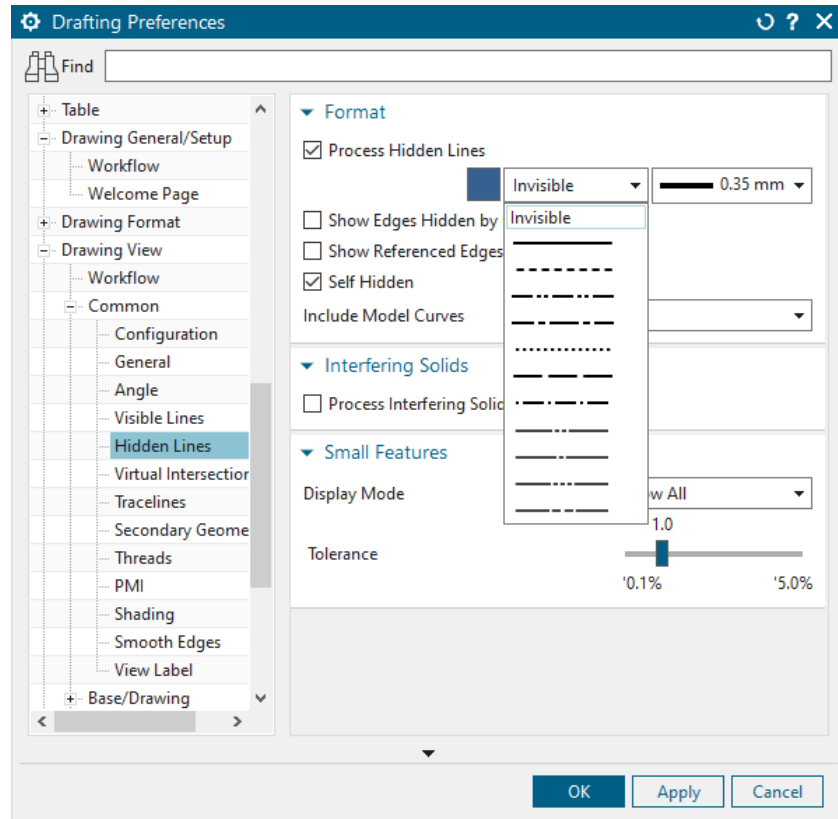 Drafting Preferences
?
Find
Table
Drawing General/Setup
Workflow
Welcome Page
Drawing Format
Drawing View
Workflow
Common
Configuration
General
Angle
Visible Lines
Hidden Lines
Virtual Intersection
Tracelines
Secondary Geome
Threads
PMI
Shading
Smooth Edges
View Label
Base/Drawing
Format
Process Hidden Lines
Invisible
0.35 mm
Invisible
Show Edges Hidden by
Show Referenced Edges
Self Hidden
Include Model Curves
Interfering Solids
Process Interfering Solid
Small Features
Display Mode
w All
1.0
Tolerance
'0.1%
'5.0%
OK
Apply
Cancel